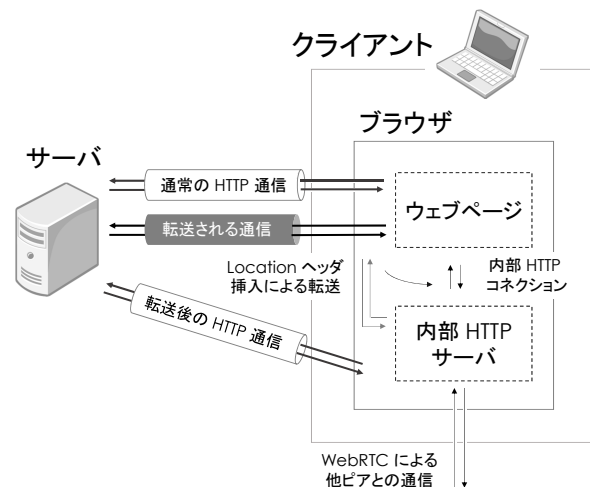 クライアント
ブラウザ
サーバ
通常の HTTP 通信
ウェブページ
転送される通信
Location ヘッダ
挿入による転送
内部 HTTP
コネクション
転送後の HTTP 通信
内部 HTTP
サーバ
WebRTC による
他ピアとの通信